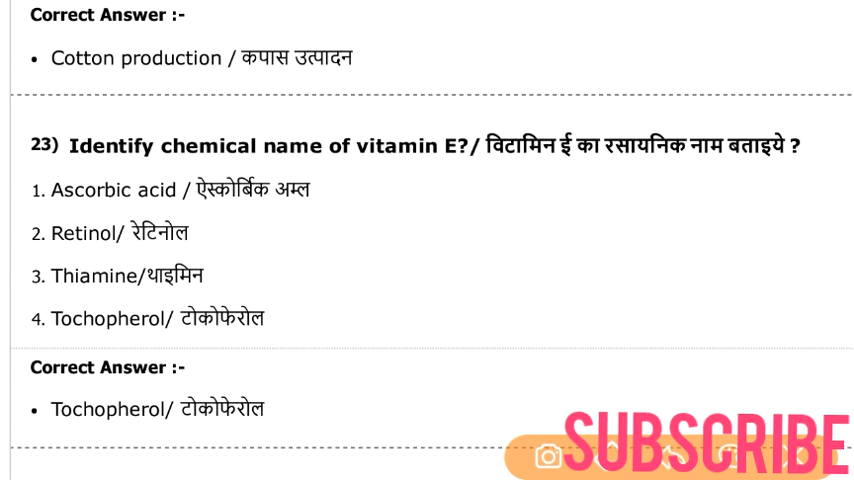 Correct Answer :-
• Cotton production / कपास उत्पादन
23) Identify chemical name of vitamin E?/ विटामिन ई का रसायनिक नाम बताइये ?
1. Ascorbic acid / ऐस्कोर्बिक अम्ल
2. Retinol/ रेटिनोल
3. Thiamine/थाइमिन
4. Tochopherol/ टोकोफेरोल
Correct Answer :-
• Tochopherol/ टोकोफेरोल
SUBSCRIBE